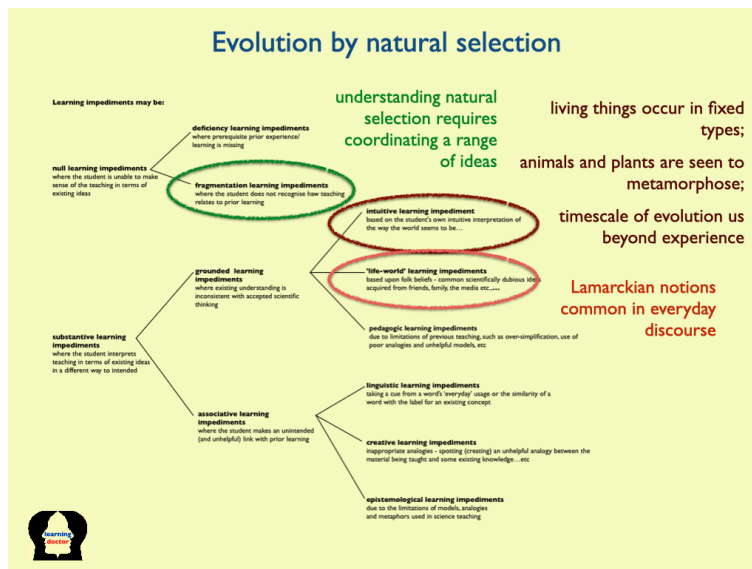 Evolution by natural selection
Learning impediments may be:
deficiency learning impediments
where prerequisite prior experience/
learning is missing
null learning impediments
where the student is unable to make
sense of the teaching in terms of
existing ideas
fragmentation learning impediments
where the student does not recognise haw teaching
relates to prior learning
understanding natural
selection requires
coordinating a range
of ideas
living things occur in fixed
types;
animals and plants are seen to
metamorphose;
timescale of evolution us
beyond experience
intuitive learning impediment
based on the student's own intuitive interpretation of
the way the world seems to be…
grounded learning
impediments
where existing understanding is
inconsistent with accepted scientific
thinking
'life-world' learning impediments
based upon folk beliefs - common scientifically dubious ideas
acquired from friends, family, the media etc.,...
Lamarckian notions
common in everyday
discourse
pedagogic learning impediments
due to limitations of previous teaching, such as over-simplification, use of
poor analogies and unhelpful models, etc
substantive learning
impediments
where the student interprets
teaching in terms of existing ideas
in a different way to intended
linguistic learning impediments
taking a cue from a word's 'everyday' usage or the similarity of a
word with the label for an existing concept
associative learning
impediments
where the student makes an unintended
(and unhelpful) link with prior learning
creative learning impediments
inappropriate analogies - spotting (creating) an unhelpful analogy between the
material being taught and some existing knowledge…etc
epistemological learning impediments
due to the limitations of models, analogies
and metaphors used in science teaching
learning
doctor